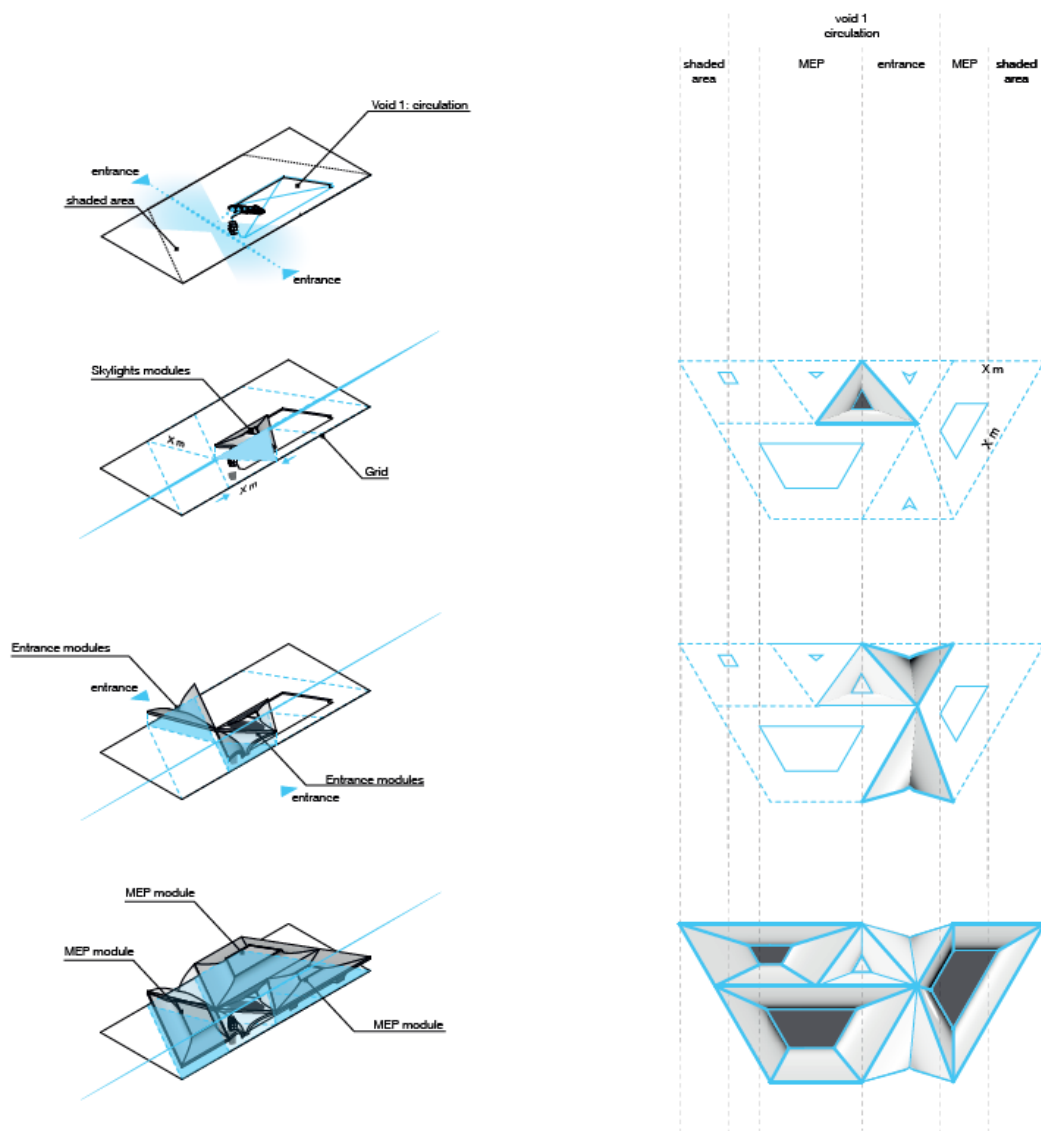 void 1
circulation
shaded
area
MEP
entrance
MEP
shaded
area
Void 1: circulation
entrance
shaded area
entrance
Skylights modules
X m
X m
Grid
X m
X m
Entrance modules
entrance
Entrance modules
entrance
MEP module
MEP module
MEP module